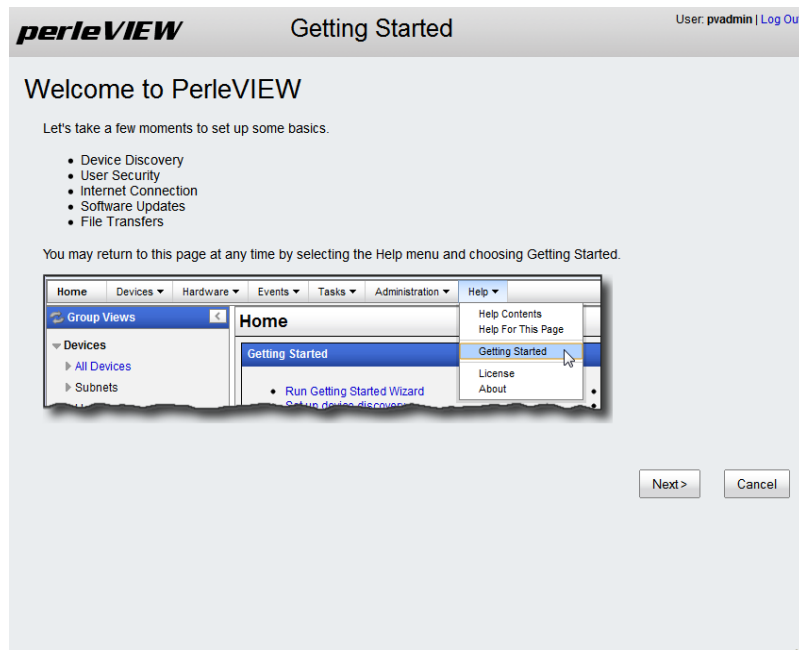 perleVIEW
Getting Started
User: pvadmin | Log Ou
Welcome to PerleVIEW
Let's take a few moments to set up some basics.
• Device Discovery
• User Security
• Internet Connection
• Software Updates
• File Transfers
You may return to this page at any time by selecting the Help menu and choosing Getting Started.
Home Devices Hardware Events Tasks Administration Help
Group Views
Home
Help Contents
Help For This Page
Getting Started
License
About
Devices
All Devices
Subnets
Getting Started
• Run Getting Started Wizard
• Set up device discovery
Next >
Cancel